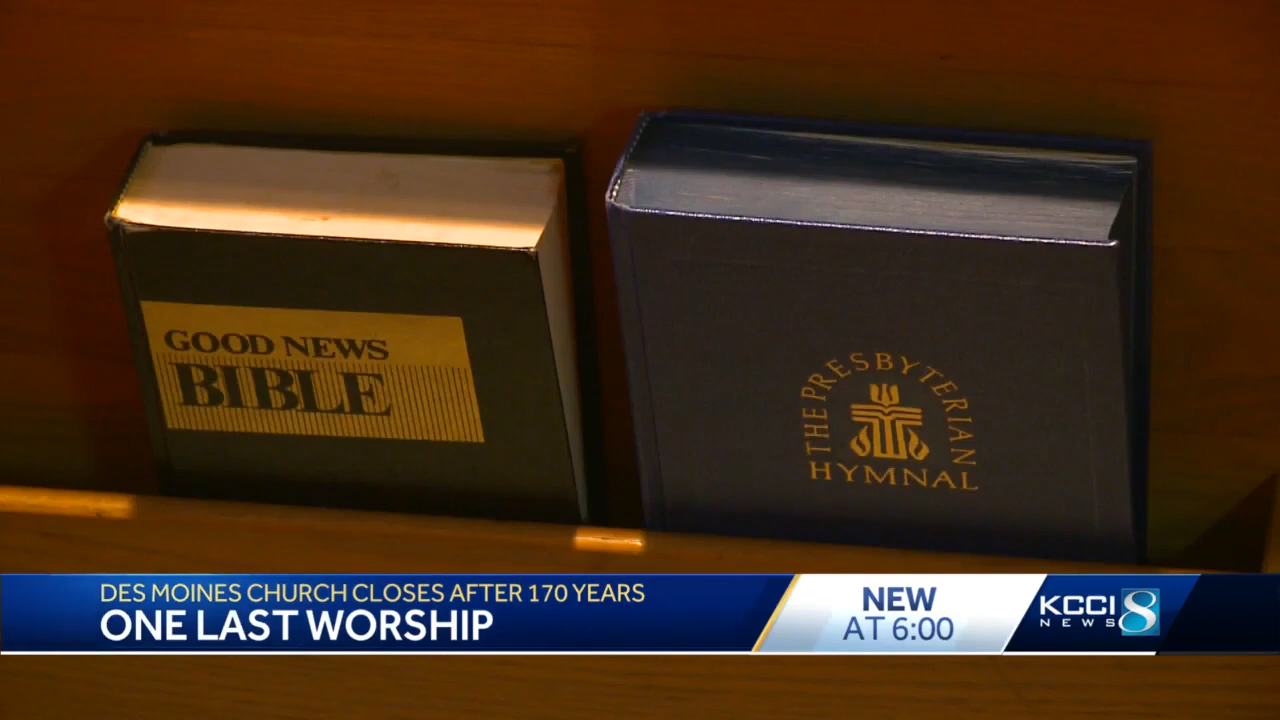 GOOD NEWS
BIBLE
THE PRESBYTERIAN
HYMNAL
DES MOINES CHURCH CLOSES AFTER 170 YEARS
ONE LAST WORSHIP
NEW
AT 6:00
KCCI 8
NEWS